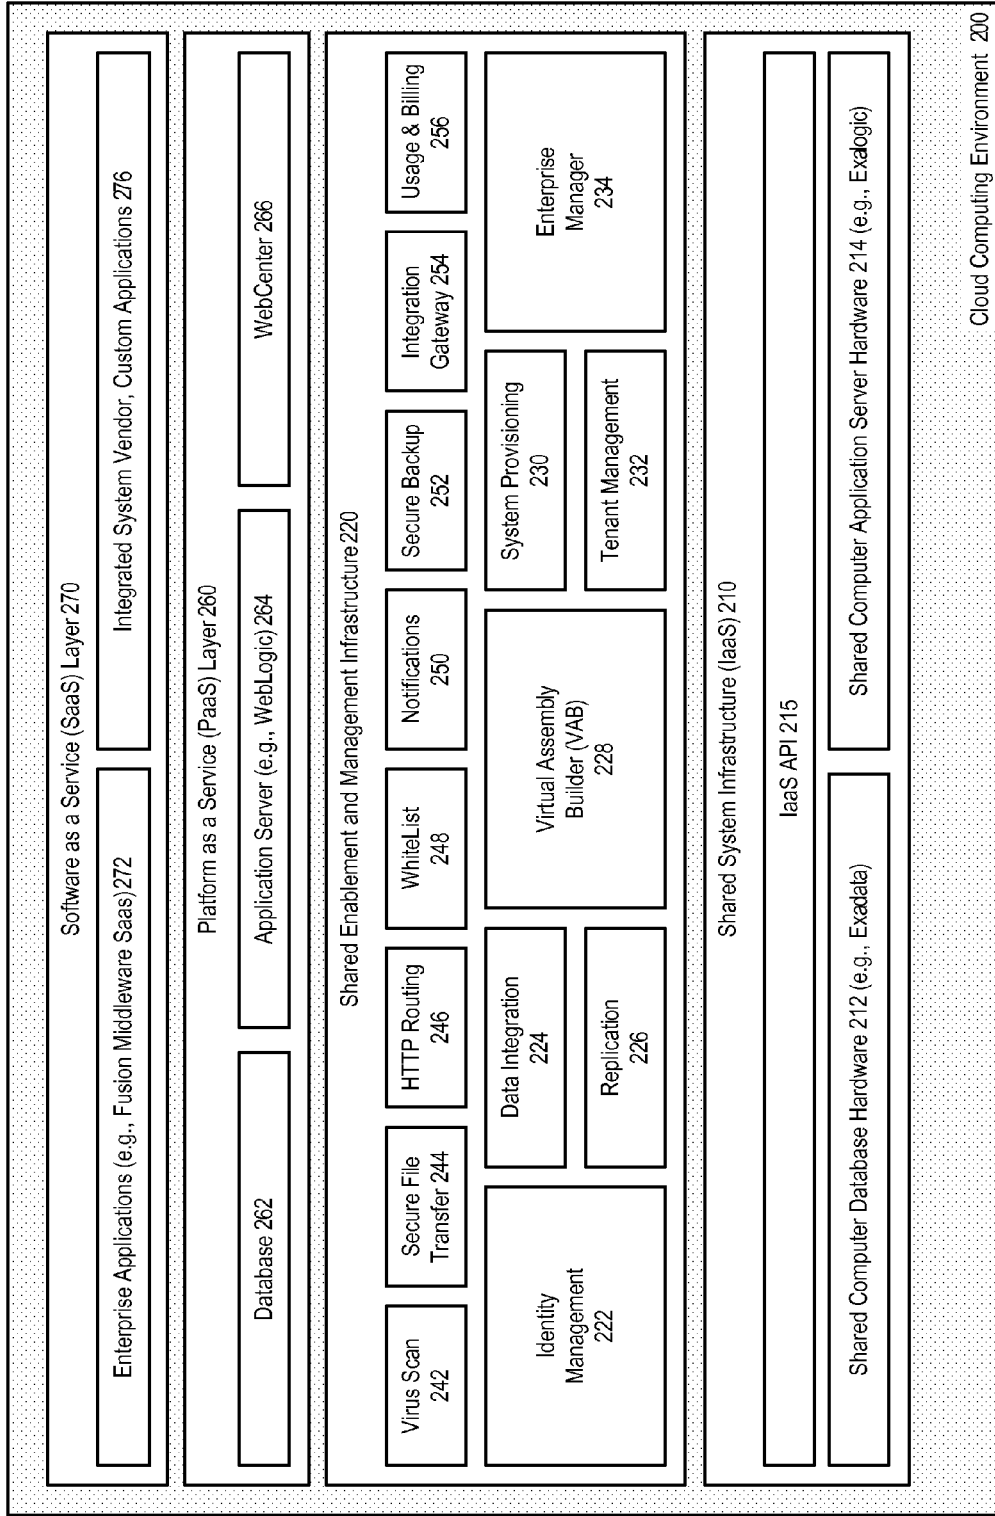 Software as a Service (SaaS) Layer 270
Enterprise Applications (e.g., Fusion Middleware Saas) 272
Integrated System Vendor, Custom Applications 276
Platform as a Service (PaaS) Layer 260
Database 262
Application Server (e.g., WebLogic) 264
WebCenter 266
Shared Enablement and Management Infrastructure 220
Virus Scan
242
Secure File
Transfer 244
HTTP Routing
246
WhiteList
248
Notifications
250
Secure Backup
252
Integration
Gateway 254
Usage & Billing
256
Identity
Management
222
Data Integration
224
Replication
226
Virtual Assembly
Builder (VAB)
228
System Provisioning
230
Tenant Management
232
Enterprise
Manager
234
Shared System Infrastructure (IaaS) 210
IaaS API 215
Shared Computer Database Hardware 212 (e.g., Exadata)
Shared Computer Application Server Hardware 214 (e.g., Exalogic)
Cloud Computing Environment 200